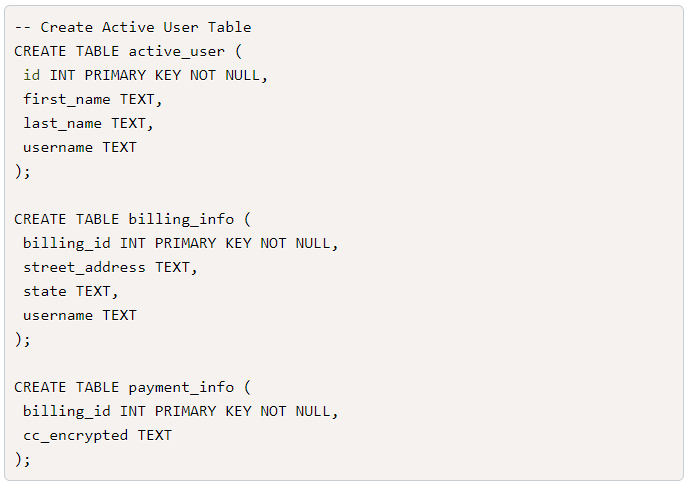 -- Create Active User Table
CREATE TABLE active_user (
 id INT PRIMARY KEY NOT NULL,
 first_name TEXT,
 last_name TEXT,
 username TEXT
);

CREATE TABLE billing_info (
 billing_id INT PRIMARY KEY NOT NULL,
 street_address TEXT,
 state TEXT,
 username TEXT
);

CREATE TABLE payment_info (
 billing_id INT PRIMARY KEY NOT NULL,
 cc_encrypted TEXT
);